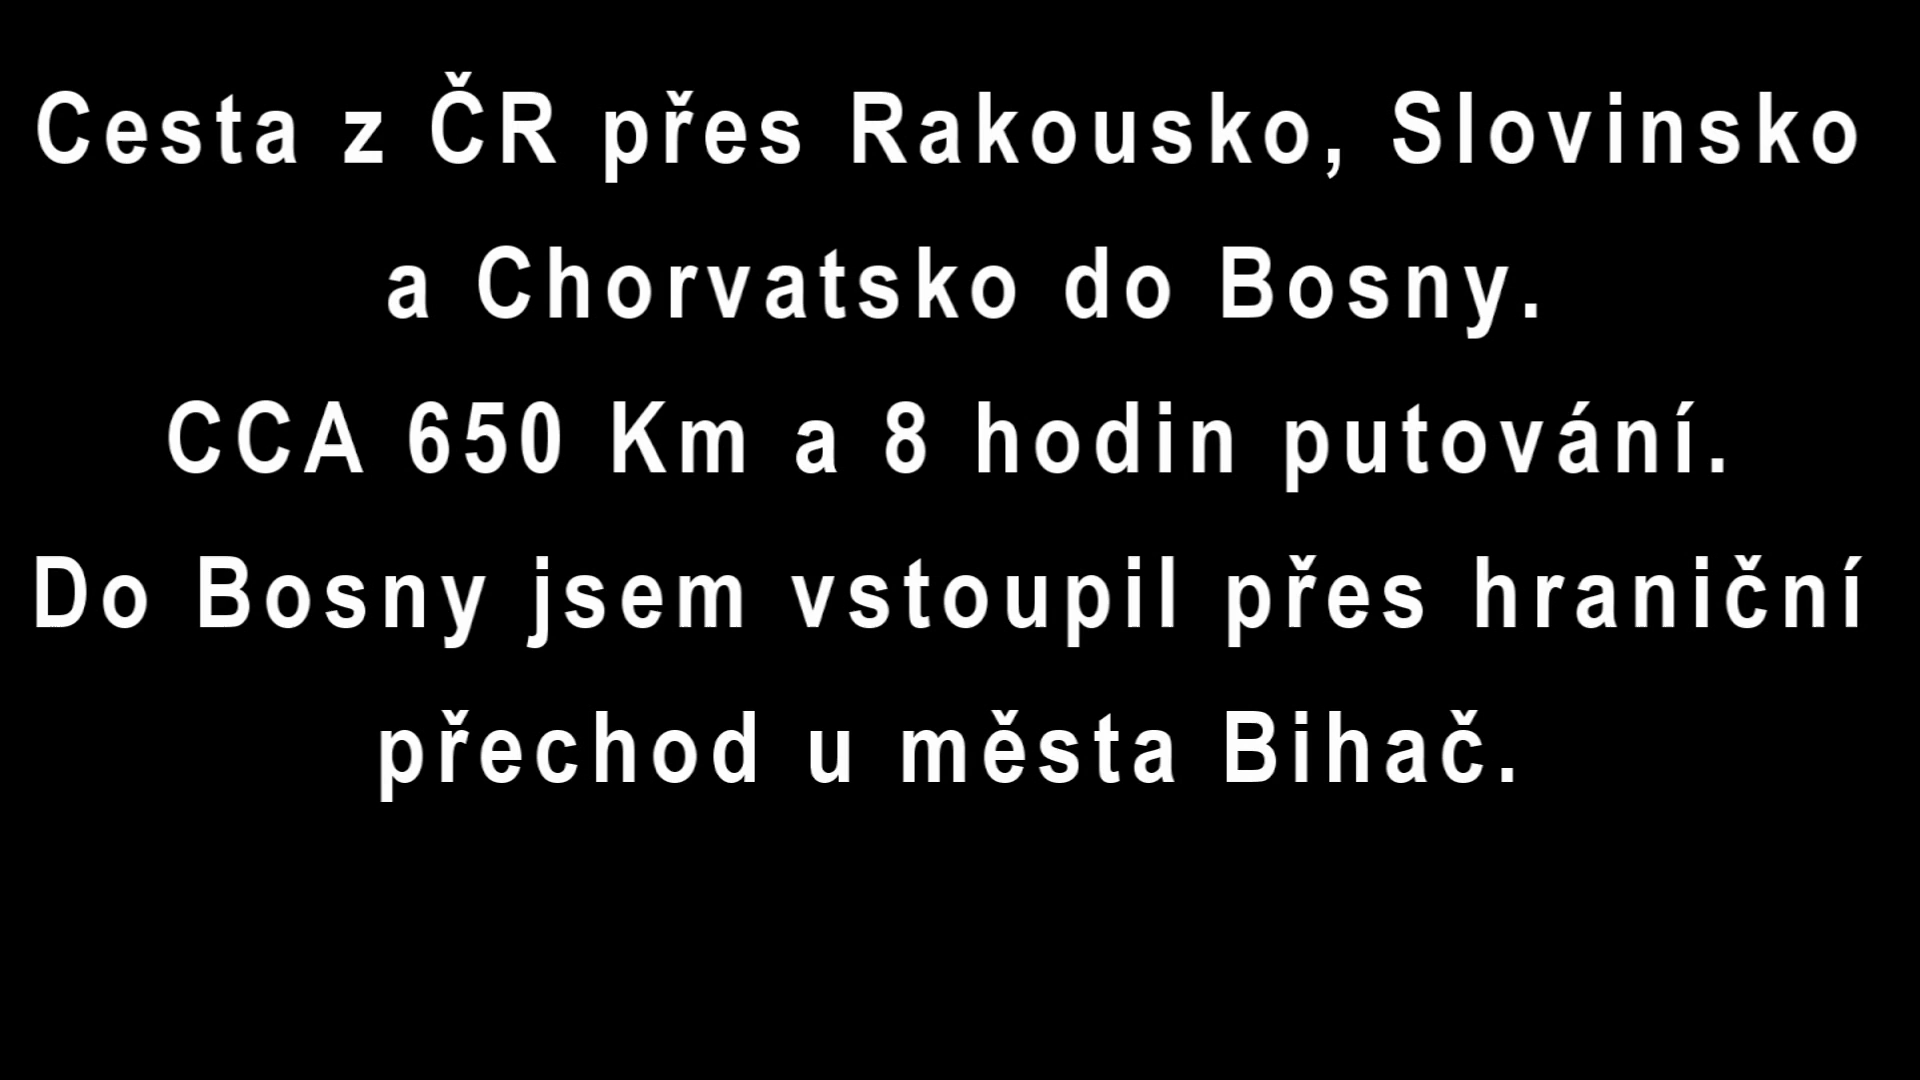 Cesta z ČR přes Rakousko, Slovinsko
a Chorvatsko do Bosny.
CCA 650 Km a 8 hodin putování.
Do Bosny jsem vstoupil přes hraniční
přechod u města Bihač.